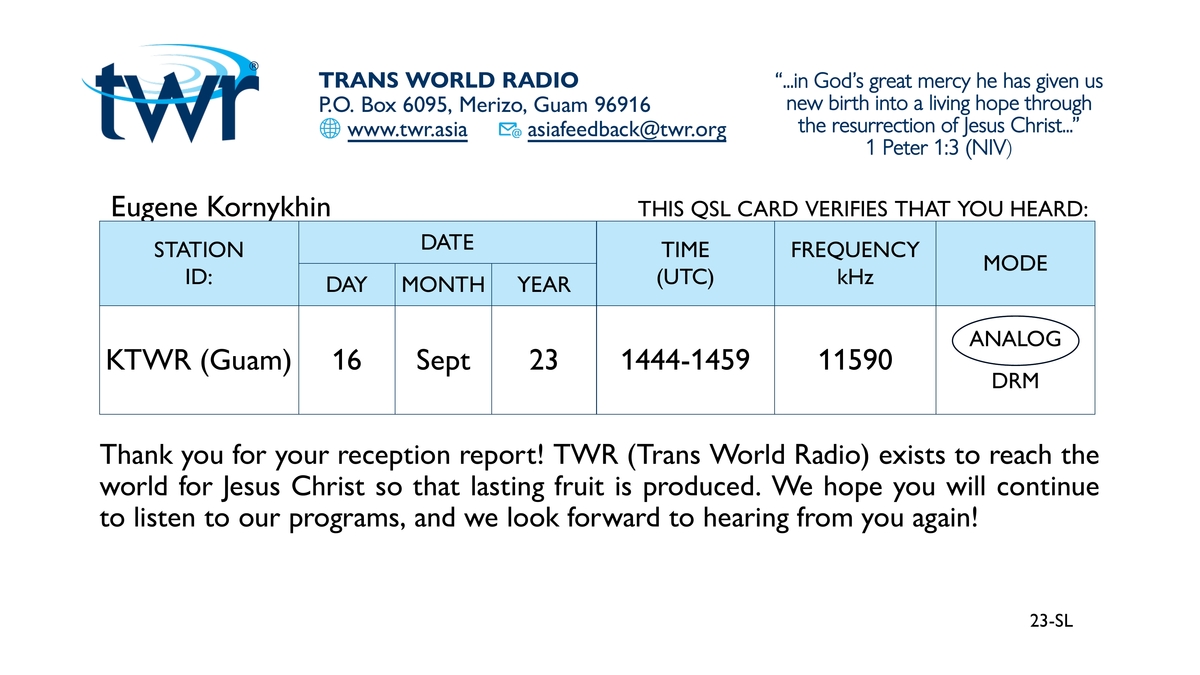 twr®
TRANS WORLD RADIO
P.O. Box 6095, Merizo, Guam 96916
www.twr.asia asiafeedback@twr.org
“...in God’s great mercy he has given us
new birth into a living hope through
the resurrection of Jesus Christ...”
1 Peter 1:3 (NIV)
Eugene Kornykhin
THIS QSL CARD VERIFIES THAT YOU HEARD:
STATION
ID:
DATE
DAY MONTH YEAR
TIME
(UTC)
FREQUENCY
kHz
MODE
KTWR (Guam) 16 Sept 23 1444-1459 11590
ANALOG
DRM
Thank you for your reception report! TWR (Trans World Radio) exists to reach the
world for Jesus Christ so that lasting fruit is produced. We hope you will continue
to listen to our programs, and we look forward to hearing from you again!
23-SL